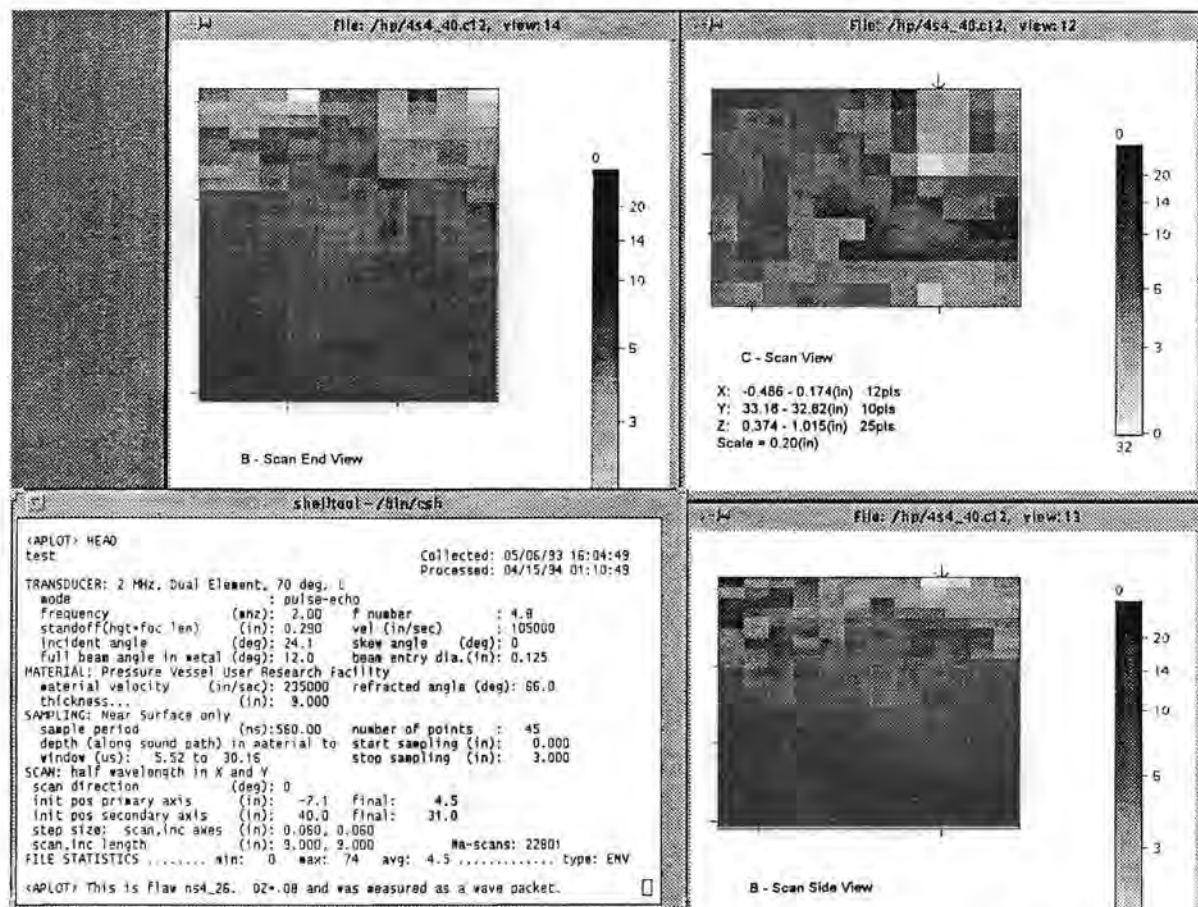 File: /hp/4s4_40.c12, view:14
0
20
14
10
5
3
B - Scan End View
File: /hp/4s4_40.c12, view:12
0
20
14
10
6
3
0
32
C - Scan View
X: -0.486 - 0.174(in) 12pls
Y: 33.16 - 32.62(in) 10pls
Z: 0.374 - 1.015(in) 25pls
Scale = 0.20(in)
shelltool - /bin/csh
<APLOT> HEAD
test Collected: 05/06/93 16:04:49
Processed: 04/15/94 01:10:49
TRANSDUCER: 2 MHz, Dual Element, 70 deg, L
mode : pulse-echo
frequency (mhz): 2.00 f number : 4.8
standoff(hgt+foc len) (in): 0.290 vel (in/sec) : 105000
incident angle (deg): 24.1 skew angle (deg): 0
full beam angle in metal (deg): 12.0 beam entry dia.(in): 0.125
MATERIAL: Pressure Vessel User Research Facility
material velocity (in/sec): 235000 refracted angle (deg): 66.0
thickness... (in): 9.000
SAMPLING: Near Surface only
sample period (ns):560.00 number of points : 45
depth (along sound path) in material to start sampling (in): 0.000
window (us): 5.52 to 30.16 stop sampling (in): 3.000
SCAN: half wavelength in X and Y
scan direction (deg): 0
init pos primary axis (in): -7.1 final: 4.5
init pos secondary axis (in): 40.0 final: 31.0
step size: scan,inc axes (in): 0.060, 0.060
scan,inc length (in): 9.000, 9.000 Na-scans: 22801
FILE STATISTICS ........ min: 0 max: 74 avg: 4.5 ............. type: ENV
<APLOT> This is flaw ns4_26. DZ=.08 and was measured as a wave packet.
File: /hp/4s4_40.c12, view:13
0
20
14
10
6
3
B - Scan Side View